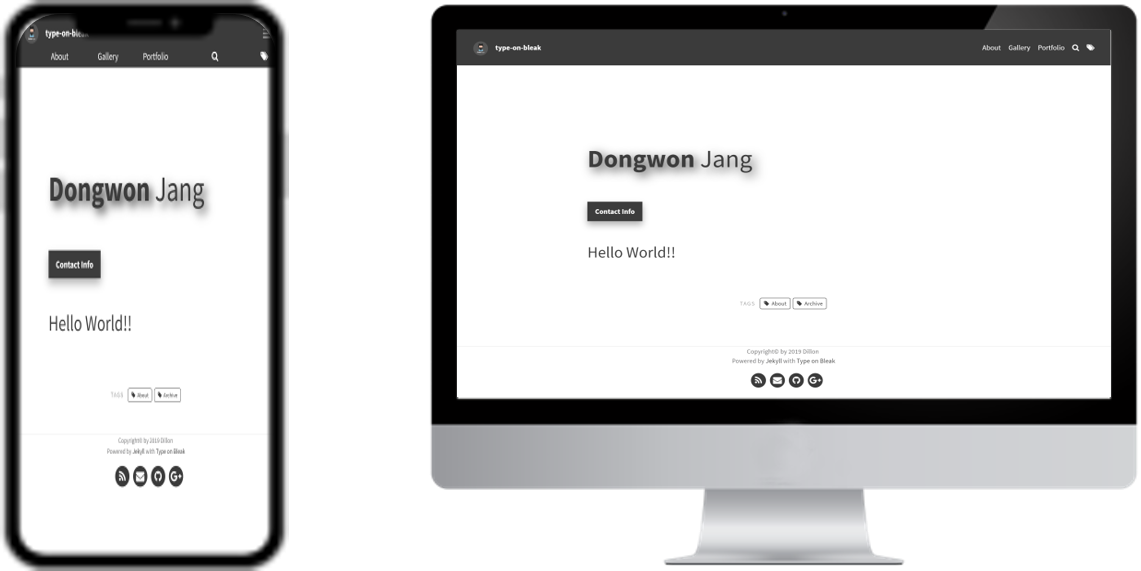 type-on-bleak
About Gallery Portfolio
Dongwon Jang
Contact Info
Hello World!!
TAGS About Archive
Copyright© by 2019 Dillon
Powered by Jekyll with Type on Bleak
G+
type-on-bleak
About Gallery Portfolio
Dongwon Jang
Contact Info
Hello World!!
TAGS About Archive
Copyright© by 2019 Dillon
Powered by Jekyll with Type on Bleak
G+